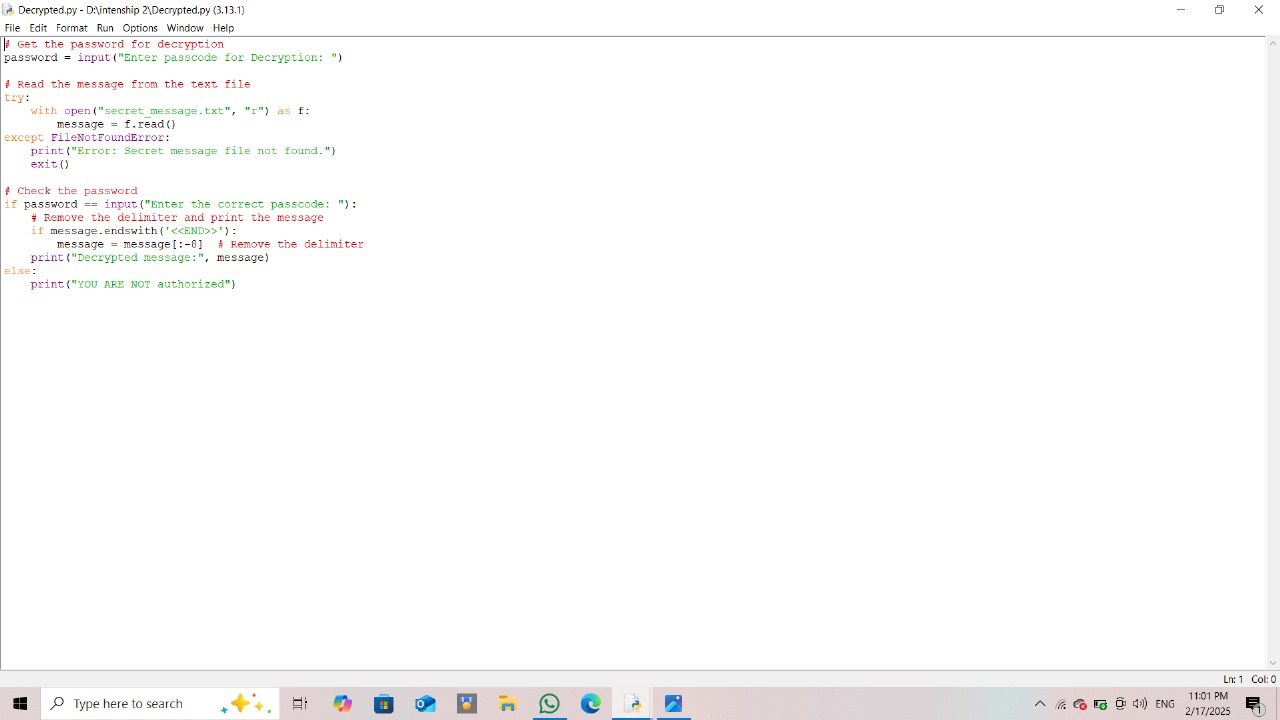 Decrypted.py - D:\intenship 2\Decrypted.py (3.13.1)
File Edit Format Run Options Window Help
# Get the password for decryption
password = input("Enter passcode for Decryption: ")
# Read the message from the text file
try:
    with open("secret_message.txt", "r") as f:
        message = f.read()
except FileNotFoundError:
    print("Error: Secret message file not found.")
    exit()
# Check the password
if password == input("Enter the correct passcode: "):
    # Remove the delimiter and print the message
    if message.endswith('<<END>>'):
        message = message[:-8]  # Remove the delimiter
    print("Decrypted message:", message)
else:
    print("YOU ARE NOT authorized")
Ln: 1 Col: 0
Type here to search
ENG
11:01 PM
2/17/2025
1